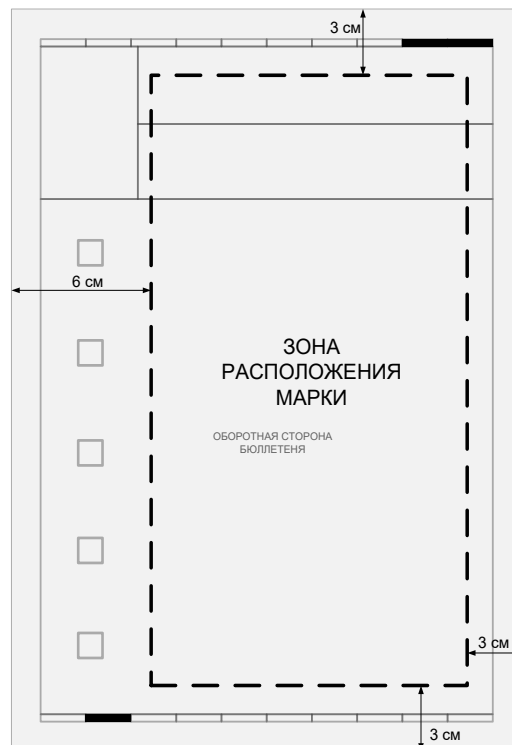 3 см
6 см
ЗОНА
РАСПОЛОЖЕНИЯ
МАРКИ
ОБОРОТНАЯ СТОРОНА
БЮЛЛЕТЕНЯ
3 см
3 см